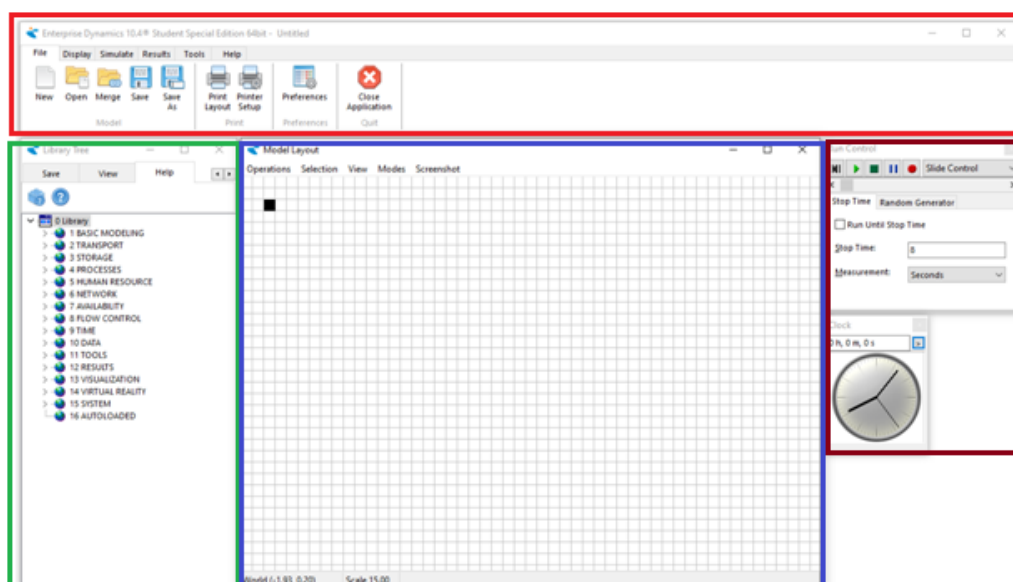 Enterprise Dynamics 10.4® Student Special Edition 64bit - Untitled
File Display Simulate Results Tools Help
New Open Merge Save Save As Print Layout Printer Setup Preferences Close Application
Model Print Preferences Quit
Library Tree
Save View Help
0 Library
1 BASIC MODELING
2 TRANSPORT
3 STORAGE
4 PROCESSES
5 HUMAN RESOURCE
6 NETWORK
7 AVAILABILITY
8 FLOW CONTROL
9 TIME
10 DATA
11 TOOLS
12 RESULTS
13 VISUALIZATION
14 VIRTUAL REALITY
15 SYSTEM
16 AUTOLOADED
Model Layout
Operations Selection View Modes Screenshot
World (-1.93, 0.20) Scale 15.00
Run Control
Slide Control
Stop Time Random Generator
Run Until Stop Time
Stop Time: 8
Measurement: Seconds
Clock
0 h, 0 m, 0 s